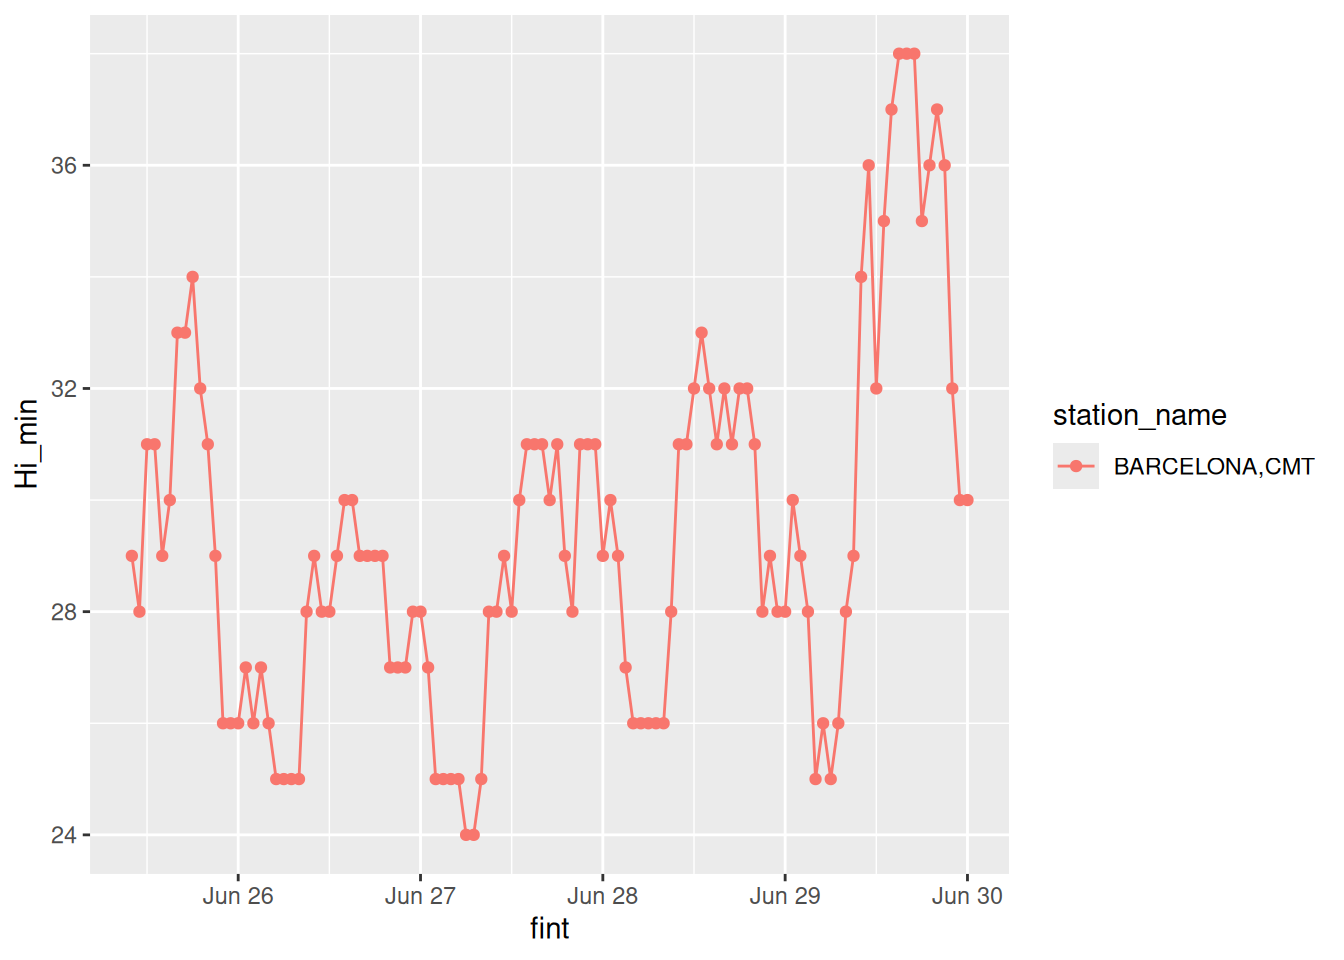 36
32
28
24
Hi_min
Jun 26
Jun 27
Jun 28
Jun 29
Jun 30
fint
station_name
BARCELONA,CMT